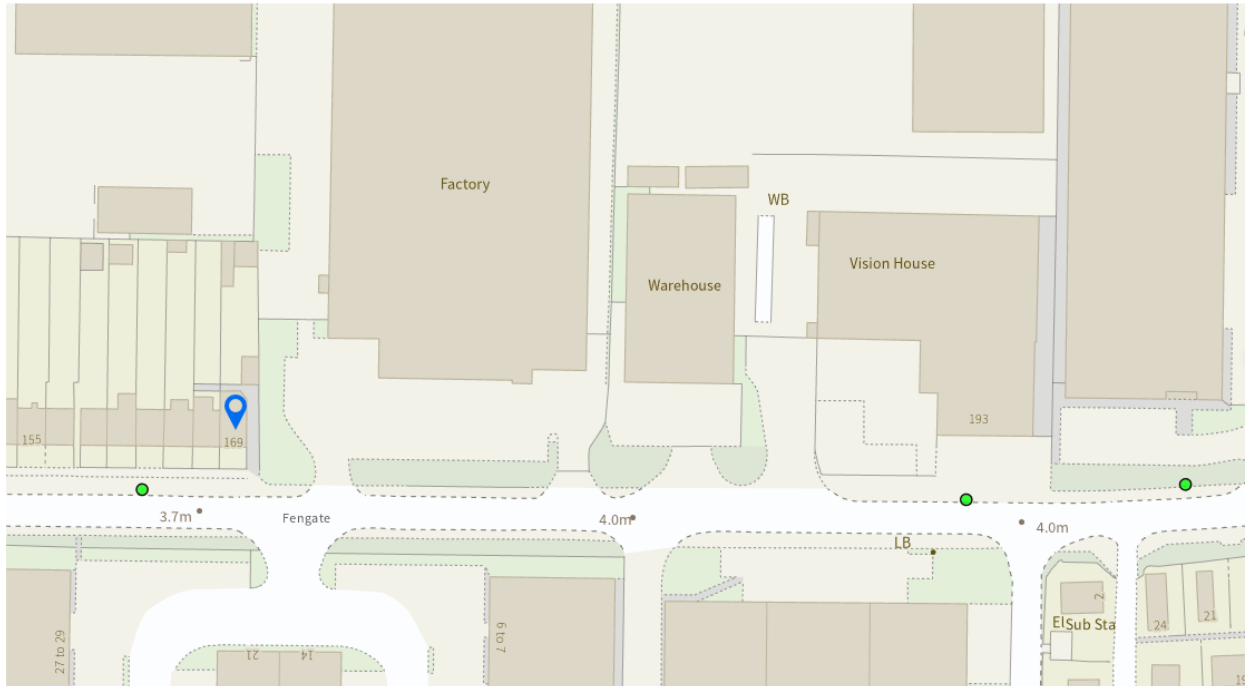 Factory
WB
Vision House
Warehouse
193
155
169
3.7m
Fengate
4.0m
4.0m
LB
2
El Sub Sta
24
21
27 to 29
6 to 7
21
14
19